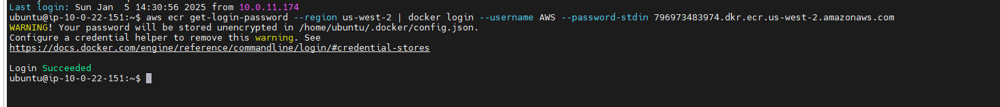 Last login: Sun Jan  5 14:30:56 2025 from 10.0.11.174
ubuntu@ip-10-0-22-151:~$ aws ecr get-login-password --region us-west-2 | docker login --username AWS --password-stdin 796973483974.dkr.ecr.us-west-2.amazonaws.com
WARNING! Your password will be stored unencrypted in /home/ubuntu/.docker/config.json.
Configure a credential helper to remove this warning. See
https://docs.docker.com/engine/reference/commandline/login/#credential-stores
Login Succeeded
ubuntu@ip-10-0-22-151:~$